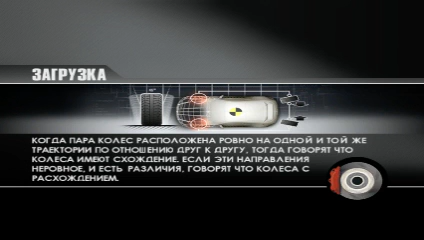 ЗАГРУЗКА
КОГДА ПАРА КОЛЕС РАСПОЛОЖЕНА РОВНО НА ОДНОЙ И ТОЙ ЖЕ
ТРАЕКТОРИИ ПО ОТНОШЕНИЮ ДРУГ К ДРУГУ, ТОГДА ГОВОРЯТ ЧТО
КОЛЕСА ИМЕЮТ СХОЖДЕНИЕ. ЕСЛИ ЭТИ НАПРАВЛЕНИЯ
НЕРОВНОЕ, И ЕСТЬ РАЗЛИЧИЯ, ГОВОРЯТ ЧТО КОЛЕСА С
РАСХОЖДЕНИЕМ.